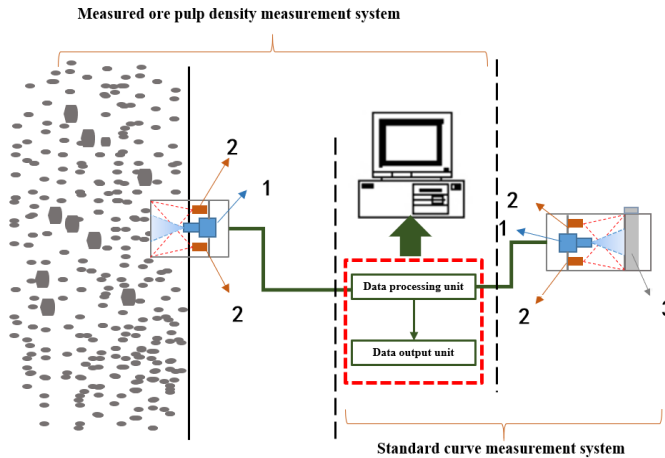 Measured ore pulp density measurement system
2
1
2
2
1
2
3
Data processing unit
Data output unit
Standard curve measurement system